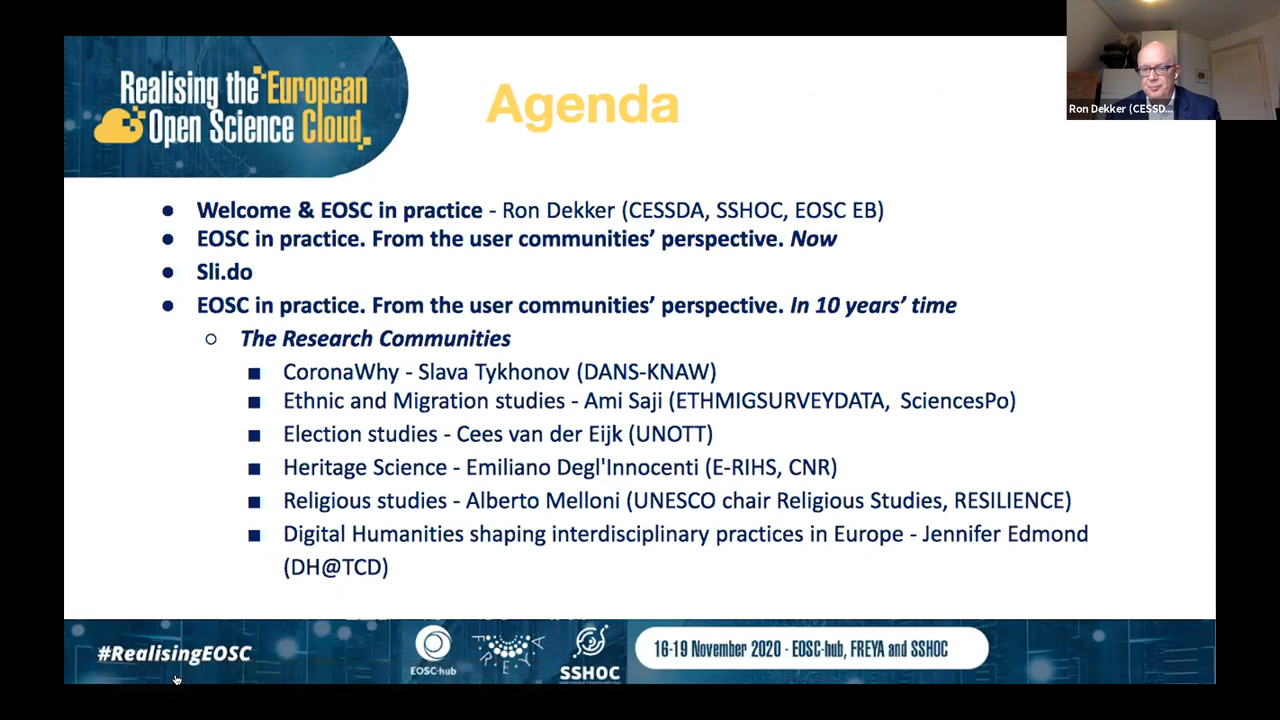 Realising the European
Open Science Cloud
Agenda
Ron Dekker (CESSD...
● Welcome & EOSC in practice - Ron Dekker (CESSDA, SSHOC, EOSC EB)
● EOSC in practice. From the user communities’ perspective. Now
● Sli.do
● EOSC in practice. From the user communities’ perspective. In 10 years’ time
○ The Research Communities
■ CoronaWhy - Slava Tykhonov (DANS-KNAW)
■ Ethnic and Migration studies - Ami Saji (ETHMIGSURVEYDATA, SciencesPo)
■ Election studies - Cees van der Eijk (UNOTT)
■ Heritage Science - Emiliano Degl'Innocenti (E-RIHS, CNR)
■ Religious studies - Alberto Melloni (UNESCO chair Religious Studies, RESILIENCE)
■ Digital Humanities shaping interdisciplinary practices in Europe - Jennifer Edmond
(DH@TCD)
#RealisingEOSC
EOSC-hub
FREYA
SSHOC
16-19 November 2020 - EOSC-hub, FREYA and SSHOC